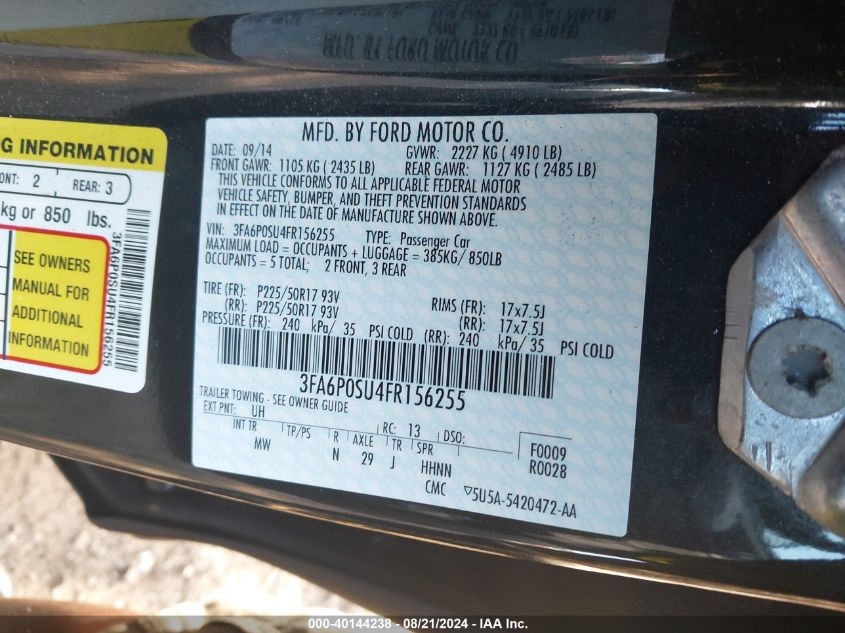 MFD. BY FORD MOTOR CO.
DATE: 09/14 GVWR: 2227 KG ( 4910 LB)
FRONT GAWR: 1105 KG ( 2435 LB) REAR GAWR: 1127 KG ( 2485 LB)
THIS VEHICLE CONFORMS TO ALL APPLICABLE FEDERAL MOTOR
VEHICLE SAFETY, BUMPER, AND THEFT PREVENTION STANDARDS
IN EFFECT ON THE DATE OF MANUFACTURE SHOWN ABOVE.
VIN: 3FA6P0SU4FR156255 TYPE: Passenger Car
MAXIMUM LOAD = OCCUPANTS + LUGGAGE = 385KG/ 850LB
OCCUPANTS = 5 TOTAL; 2 FRONT, 3 REAR
TIRE (FR): P225/50R17 93V RIMS (FR): 17x7.5J
(RR): P225/50R17 93V (RR): 17x7.5J
PRESSURE (FR): 240 kPa/ 35 PSI COLD (RR): 240 kPa/35 PSI COLD
3FA6P0SU4FR156255
TRAILER TOWING - SEE OWNER GUIDE
EXT PNT: UH RC: 13 DSO: F0009
INT TR TP/PS R AXLE TR SPR R0028
MW N 29 J HHNN
CMC 5U5A-5420472-AA
INFORMATION
2 REAR: 3
kg or 850 lbs.
SEE OWNERS
MANUAL FOR
ADDITIONAL
INFORMATION
3FA6P0SU4FR156255
000-40144238 - 08/21/2024 - IAA Inc.